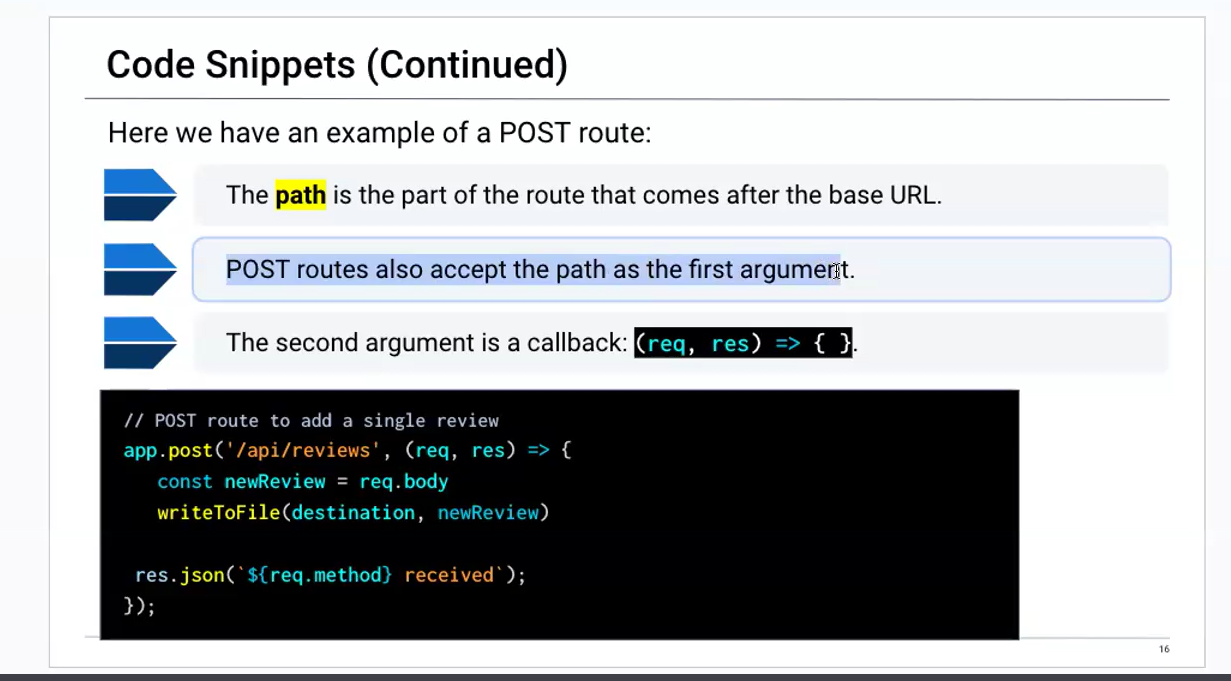 Code Snippets (Continued)
Here we have an example of a POST route:
The path is the part of the route that comes after the base URL.
POST routes also accept the path as the first argument.
The second argument is a callback: (req, res) => { }.
// POST route to add a single review
app.post('/api/reviews', (req, res) => {
const newReview = req.body
writeToFile(destination, newReview)
res.json(`${req.method} received`);
});
16